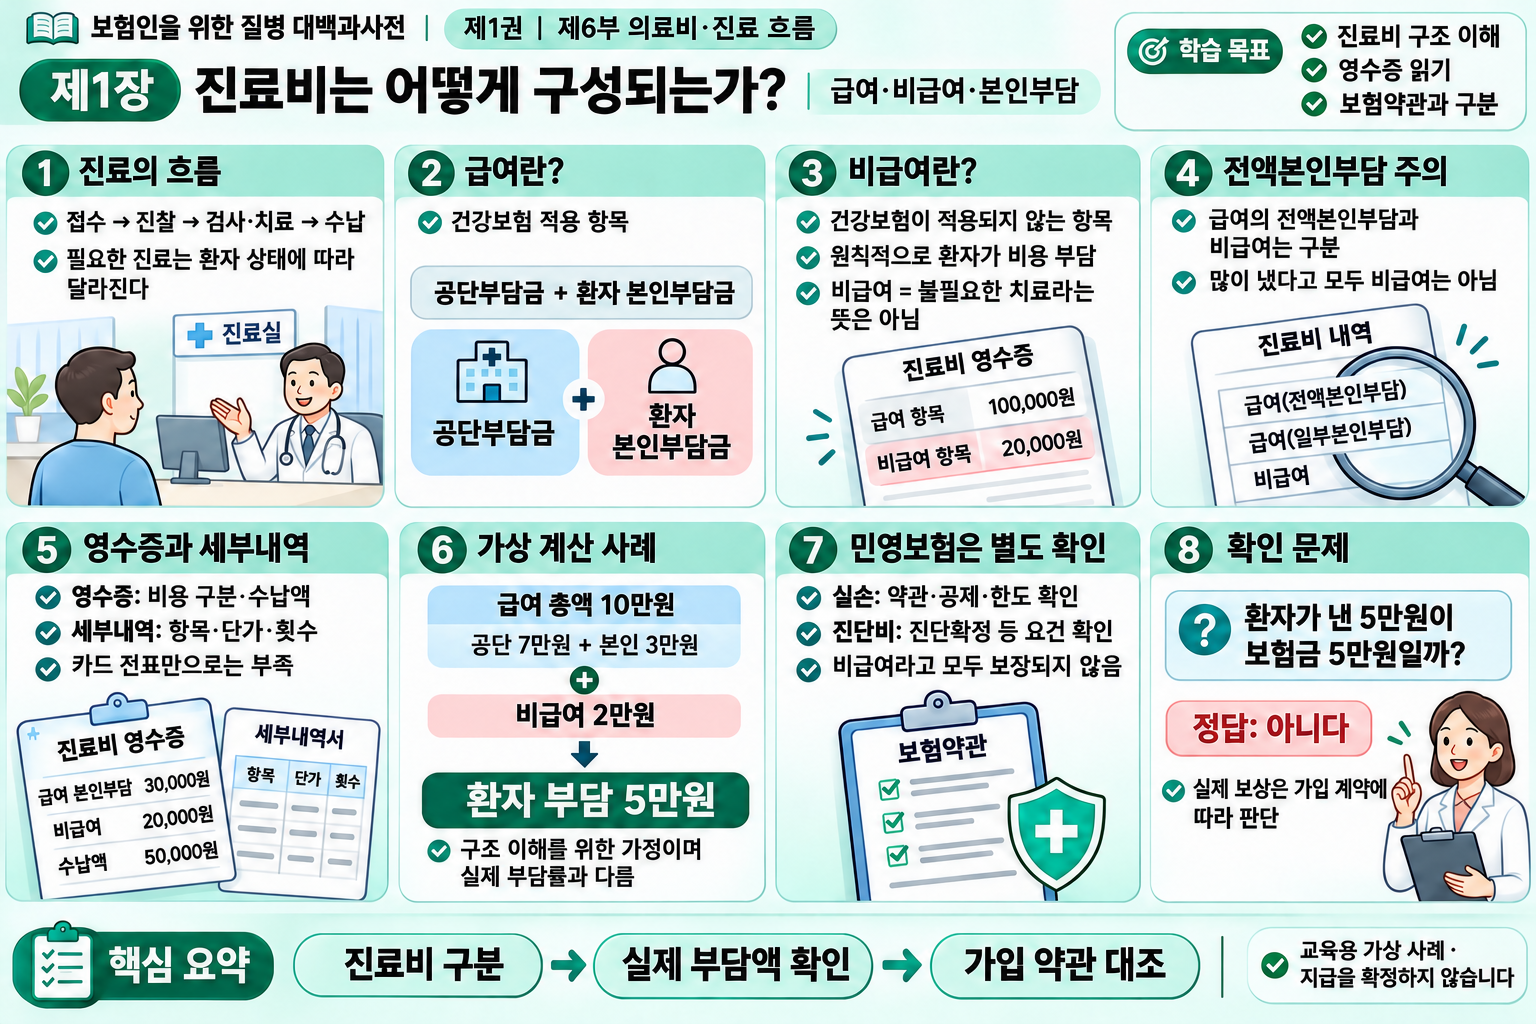 보험인을 위한 질병 대백과사전
제1권 | 제6부 의료비·진료 흐름
제1장 진료비는 어떻게 구성되는가?
급여·비급여·본인부담
학습 목표
진료비 구조 이해
영수증 읽기
보험약관과 구분
1 진료의 흐름
접수 → 진찰 → 검사·치료 → 수납
필요한 진료는 환자 상태에 따라
달라진다
진료실
2 급여란?
건강보험 적용 항목
공단부담금 + 환자 본인부담금
공단부담금
+
환자
본인부담금
3 비급여란?
건강보험이 적용되지 않는 항목
원칙적으로 환자가 비용 부담
비급여 = 불필요한 치료라는
뜻은 아님
진료비 영수증
급여 항목 100,000원
비급여 항목 20,000원
4 전액본인부담 주의
급여의 전액본인부담과
비급여는 구분
많이 냈다고 모두 비급여는 아님
진료비 내역
급여(전액본인부담)
급여(일부본인부담)
비급여
5 영수증과 세부내역
영수증: 비용 구분·수납액
세부내역: 항목·단가·횟수
카드 전표만으로는 부족
진료비 영수증
급여 본인부담 30,000원
비급여 20,000원
수납액 50,000원
세부내역서
항목 단가 횟수
6 가상 계산 사례
급여 총액 10만원
공단 7만원 + 본인 3만원
+
비급여 2만원
환자 부담 5만원
구조 이해를 위한 가정이며
실제 부담률과 다름
7 민영보험은 별도 확인
실손: 약관·공제·한도 확인
진단비: 진단확정 등 요건 확인
비급여라고 모두 보장되지 않음
보험약관
8 확인 문제
?
환자가 낸 5만원이
보험금 5만원일까?
정답: 아니다
실제 보상은 가입 계약에
따라 판단
핵심 요약
진료비 구분 → 실제 부담액 확인 → 가입 약관 대조
교육용 가상 사례 ·
지급을 확정하지 않습니다